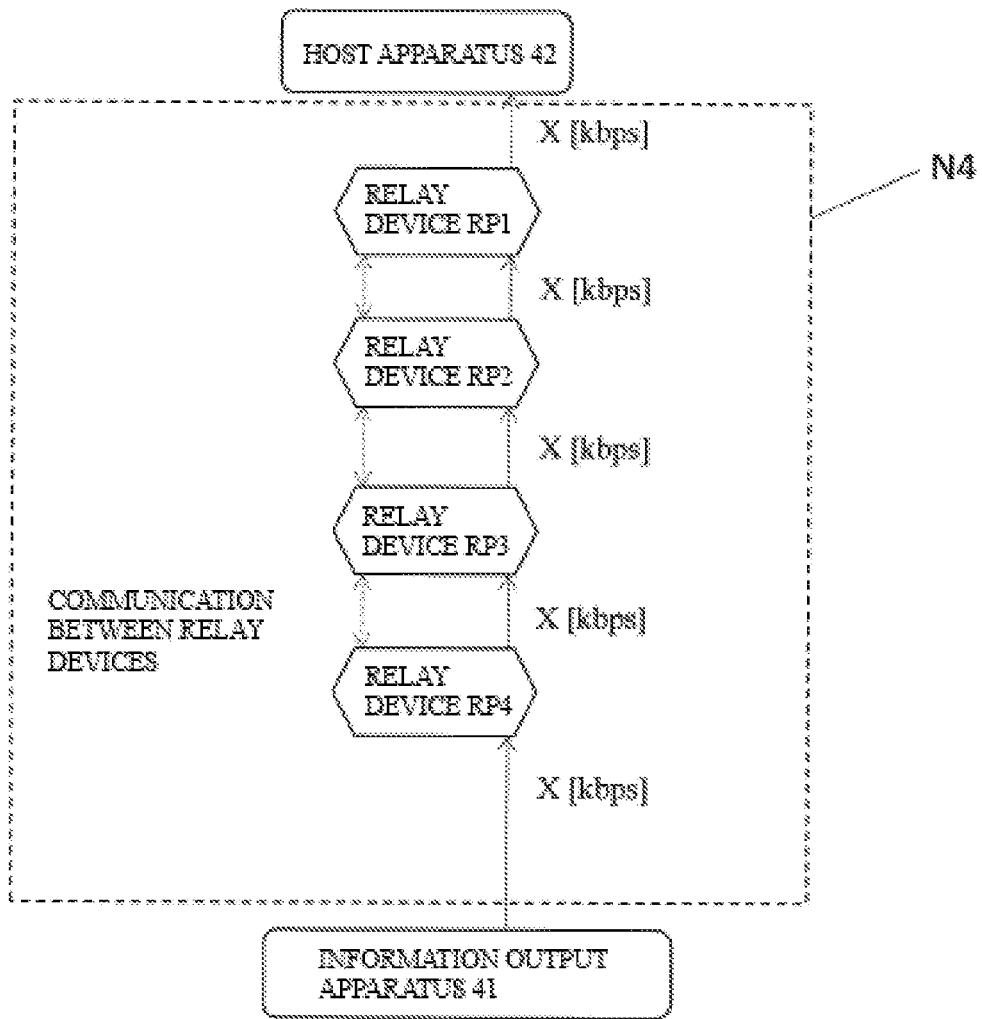 HOST APPARATUS 42
X [kbps]
N4
RELAY
DEVICE RP1
X [kbps]
RELAY
DEVICE RP2
X [kbps]
RELAY
DEVICE RP3
COMMUNICATION
BETWEEN RELAY
DEVICES
X [kbps]
RELAY
DEVICE RP4
X [kbps]
INFORMATION OUTPUT
APPARATUS 41